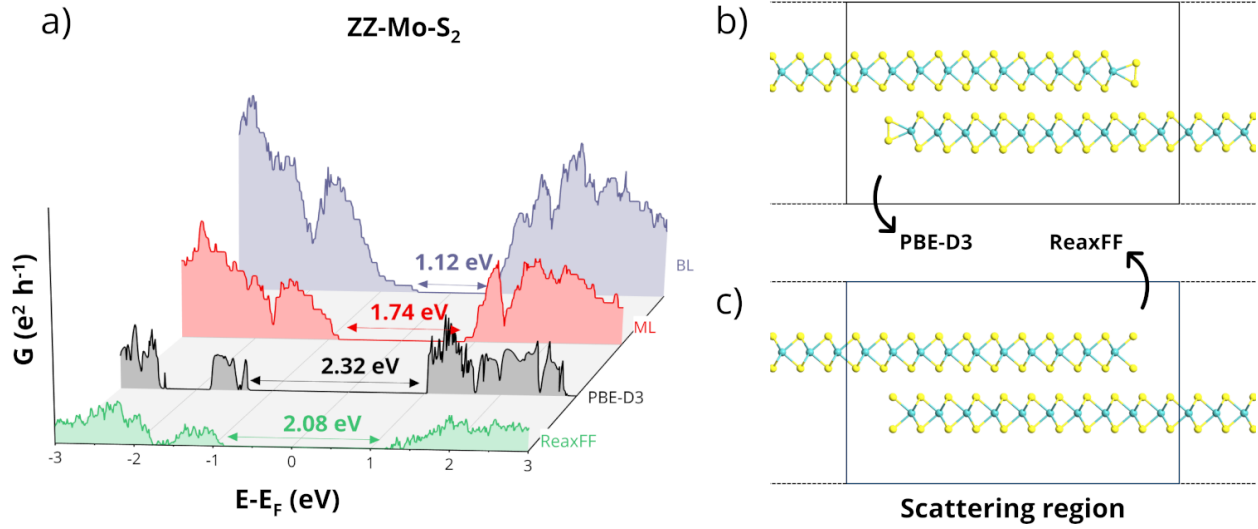 a)
ZZ-Mo-S2
G (e2 h-1)
1.12 eV
BL
1.74 eV
ML
2.32 eV
PBE-D3
2.08 eV
ReaxFF
-3 -2 -1 0 1 2 3
E-EF (eV)
b)
PBE-D3 ReaxFF
c)
Scattering region